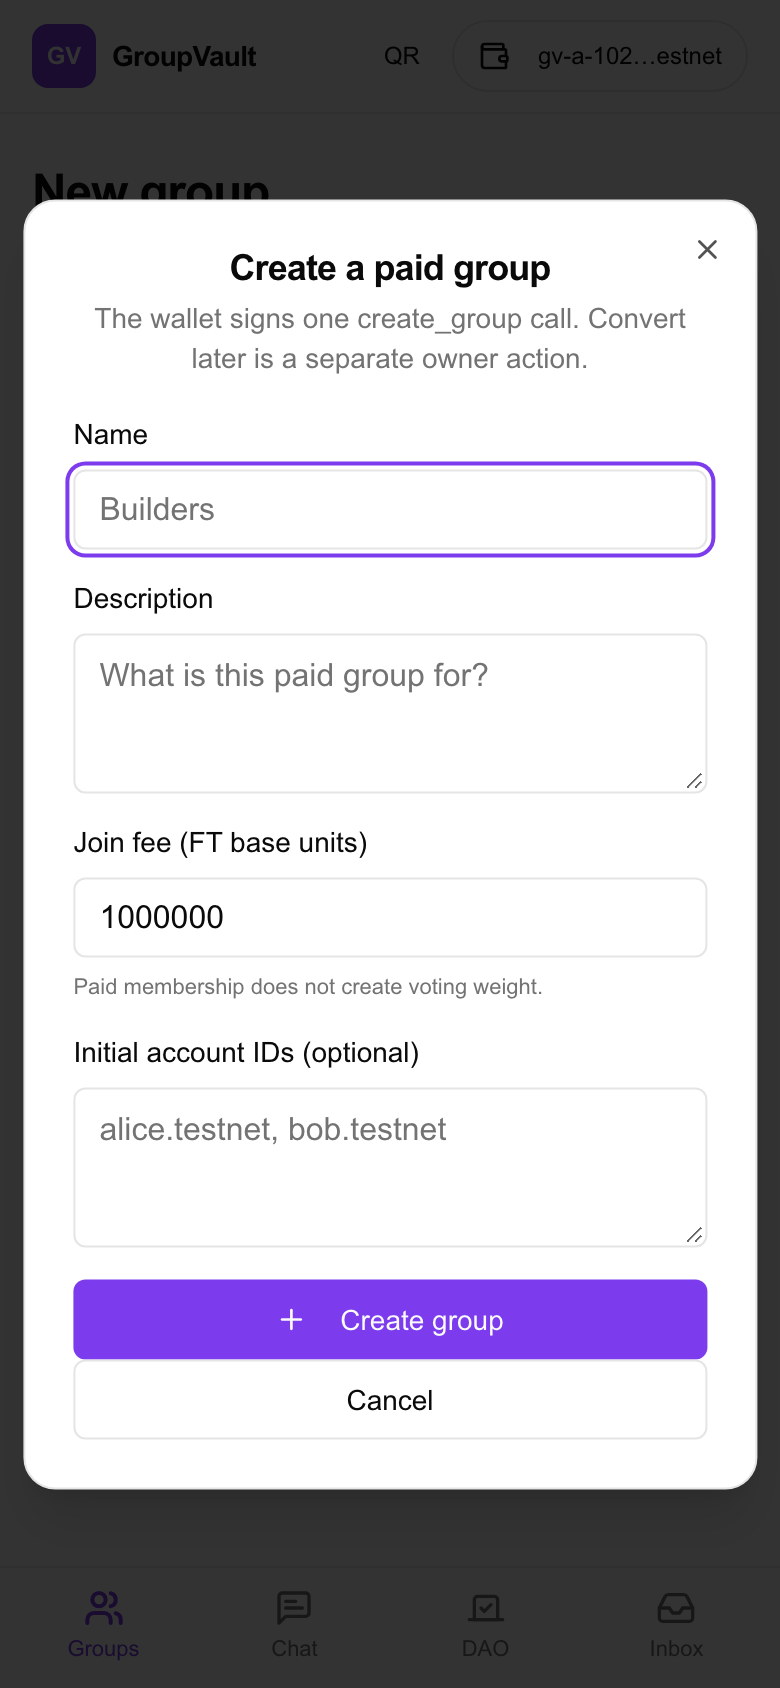 GV GroupVault QR gv-a-102...estnet
New group
Create a paid group
The wallet signs one create_group call. Convert
later is a separate owner action.
Name
Builders
Description
What is this paid group for?
Join fee (FT base units)
1000000
Paid membership does not create voting weight.
Initial account IDs (optional)
alice.testnet, bob.testnet
Create group
Cancel
Groups Chat DAO Inbox